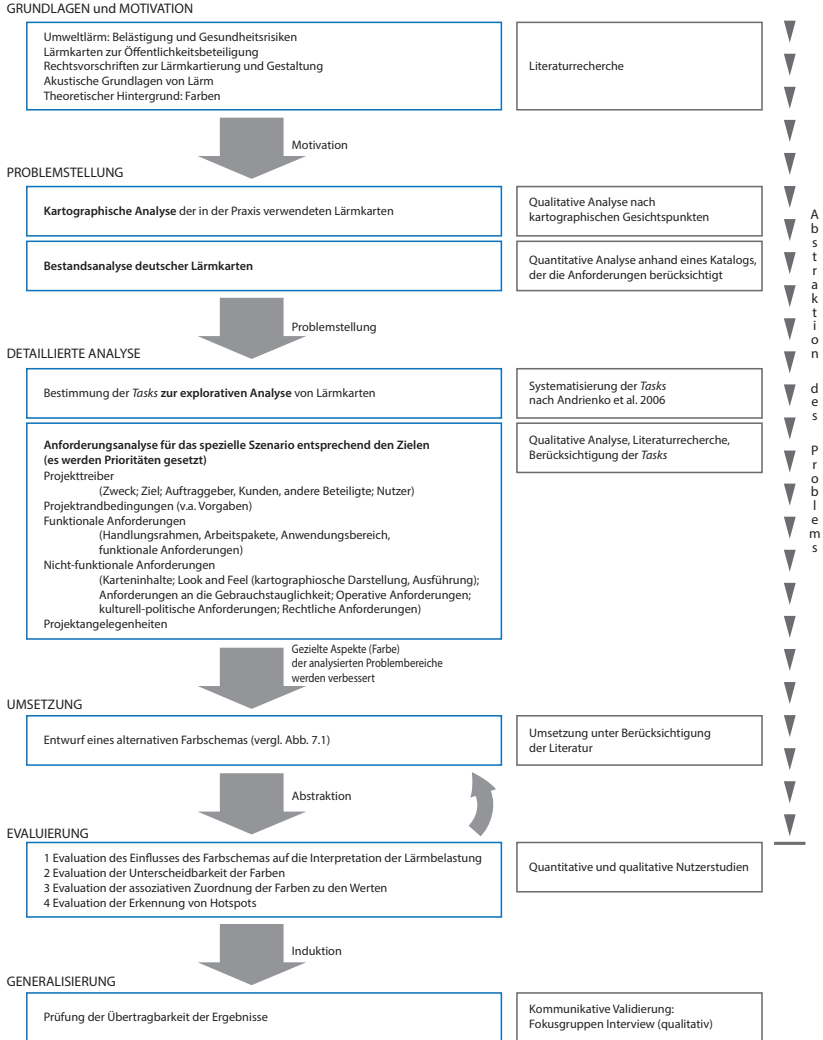 GRUNDLAGEN und MOTIVATION
Umweltlärm: Belästigung und Gesundheitsrisiken
Lärmkarten zur Öffentlichkeitsbeteiligung
Rechtsvorschriften zur Lärmkartierung und Gestaltung
Akustische Grundlagen von Lärm
Theoretischer Hintergrund: Farben
Literaturrecherche
Motivation
PROBLEMSTELLUNG
Kartographische Analyse der in der Praxis verwendeten Lärmkarten
Qualitative Analyse nach
kartographischen Gesichtspunkten
Bestandsanalyse deutscher Lärmkarten
Quantitative Analyse anhand eines Katalogs,
der die Anforderungen berücksichtigt
Problemstellung
DETAILLIERTE ANALYSE
Bestimmung der Tasks zur explorativen Analyse von Lärmkarten
Systematisierung der Tasks
nach Andrienko et al. 2006
Anforderungsanalyse für das spezielle Szenario entsprechend den Zielen
(es werden Prioritäten gesetzt)
Projekttreiber
(Zweck; Ziel; Auftraggeber, Kunden, andere Beteiligte; Nutzer)
Projektrandbedingungen (v.a. Vorgaben)
Funktionale Anforderungen
(Handlungsrahmen, Arbeitspakete, Anwendungsbereich,
funktionale Anforderungen)
Nicht-funktionale Anforderungen
(Karteninhalte; Look and Feel (kartographiosche Darstellung, Ausführung);
Anforderungen an die Gebrauchstauglichkeit; Operative Anforderungen;
kulturell-politische Anforderungen; Rechtliche Anforderungen)
Projektangelegenheiten
Qualitative Analyse, Literaturrecherche,
Berücksichtigung der Tasks
Gezielte Aspekte (Farbe)
der analysierten Problembereiche
werden verbessert
UMSETZUNG
Entwurf eines alternativen Farbschemas (vergl. Abb. 7.1)
Umsetzung unter Berücksichtigung
der Literatur
Abstraktion
EVALUIERUNG
1 Evaluation des Einflusses des Farbschemas auf die Interpretation der Lärmbelastung
2 Evaluation der Unterscheidbarkeit der Farben
3 Evaluation der assoziativen Zuordnung der Farben zu den Werten
4 Evaluation der Erkennung von Hotspots
Quantitative und qualitative Nutzerstudien
Induktion
GENERALISIERUNG
Prüfung der Übertragbarkeit der Ergebnisse
Kommunikative Validierung:
Fokusgruppen Interview (qualitativ)
Abstraktion des Problems